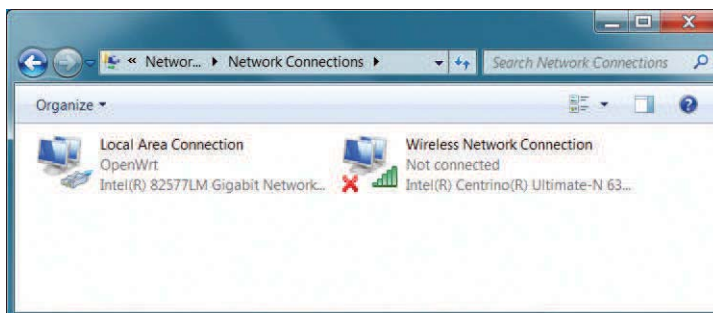 « Networ... ▸ Network Connections ▸
Search Network Connections
Organize
Local Area Connection
OpenWrt
Intel(R) 82577LM Gigabit Network...
Wireless Network Connection
Not connected
Intel(R) Centrino(R) Ultimate-N 63...